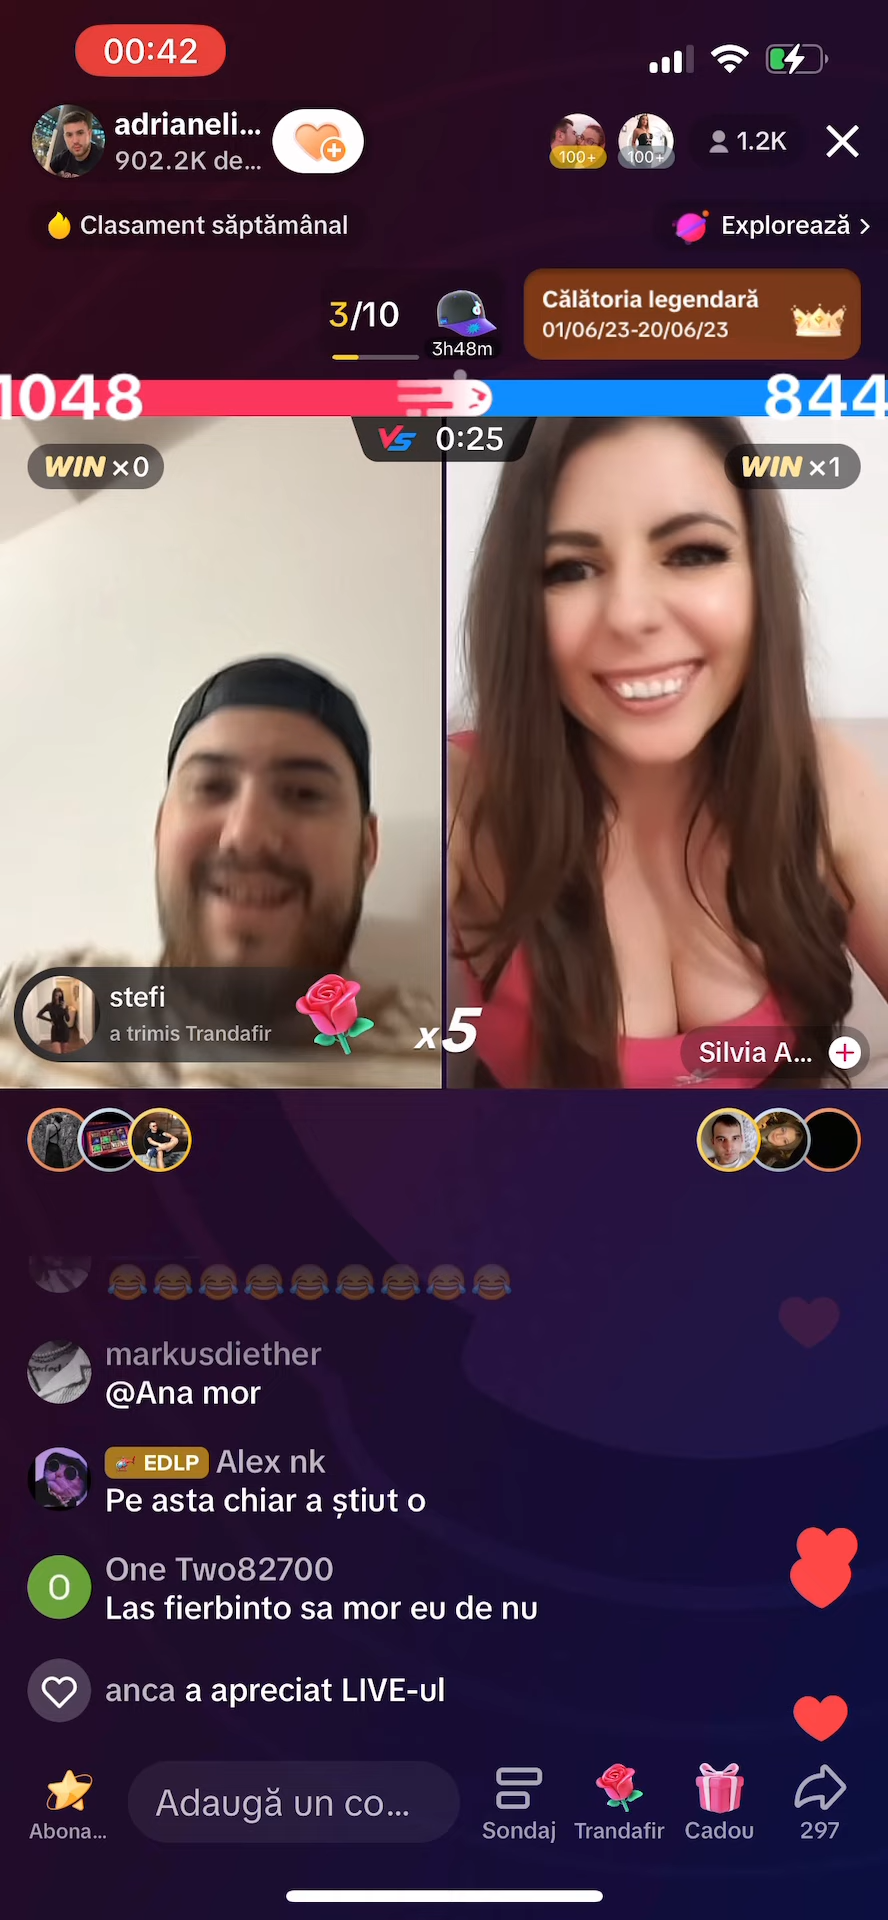 00:42
adrianeli...
902.2K de...
100+
100+
1.2K
Clasament săptămânal
Explorează >
3/10
3h48m
Călătoria legendară
01/06/23-20/06/23
1048
844
VS 0:25
WIN x0
WIN x1
stefi
a trimis Trandafir
x5
Silvia A...
markusdiether
@Ana mor
EDLP Alex nk
Pe asta chiar a știut o
O
One Two82700
Las fierbinto sa mor eu de nu
anca a apreciat LIVE-ul
Abona...
Adaugă un co...
Sondaj
Trandafir
Cadou
297